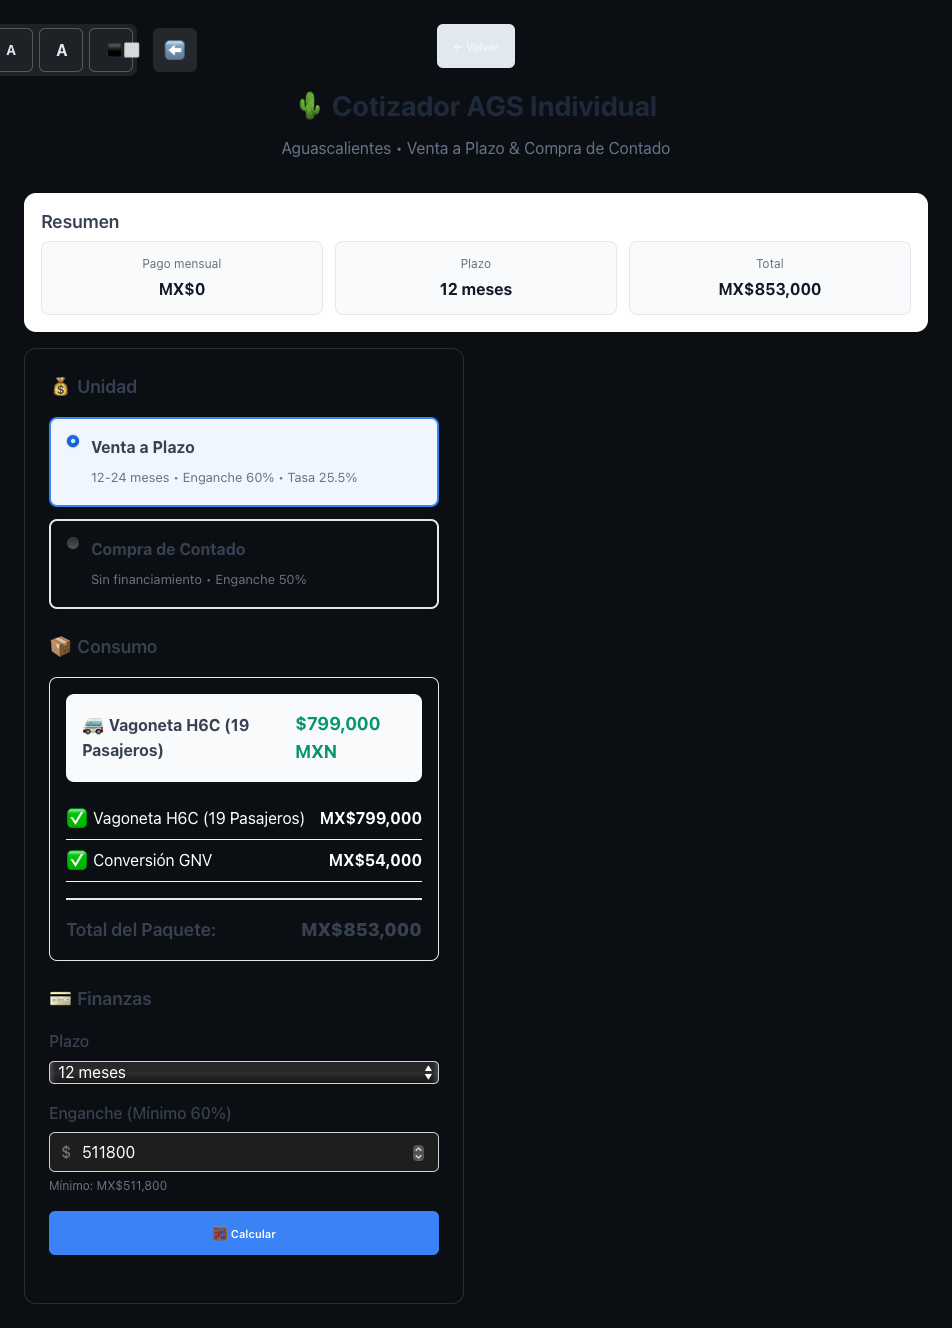 A
A
← Volver
Cotizador AGS Individual
Aguascalientes • Venta a Plazo & Compra de Contado
Resumen
Pago mensual
MX$0
Plazo
12 meses
Total
MX$853,000
Unidad
Venta a Plazo
12-24 meses • Enganche 60% • Tasa 25.5%
Compra de Contado
Sin financiamiento • Enganche 50%
Consumo
Vagoneta H6C (19
Pasajeros)
$799,000
MXN
Vagoneta H6C (19 Pasajeros) MX$799,000
Conversión GNV MX$54,000
Total del Paquete: MX$853,000
Finanzas
Plazo
12 meses
Enganche (Mínimo 60%)
$ 511800
Mínimo: MX$511,800
Calcular